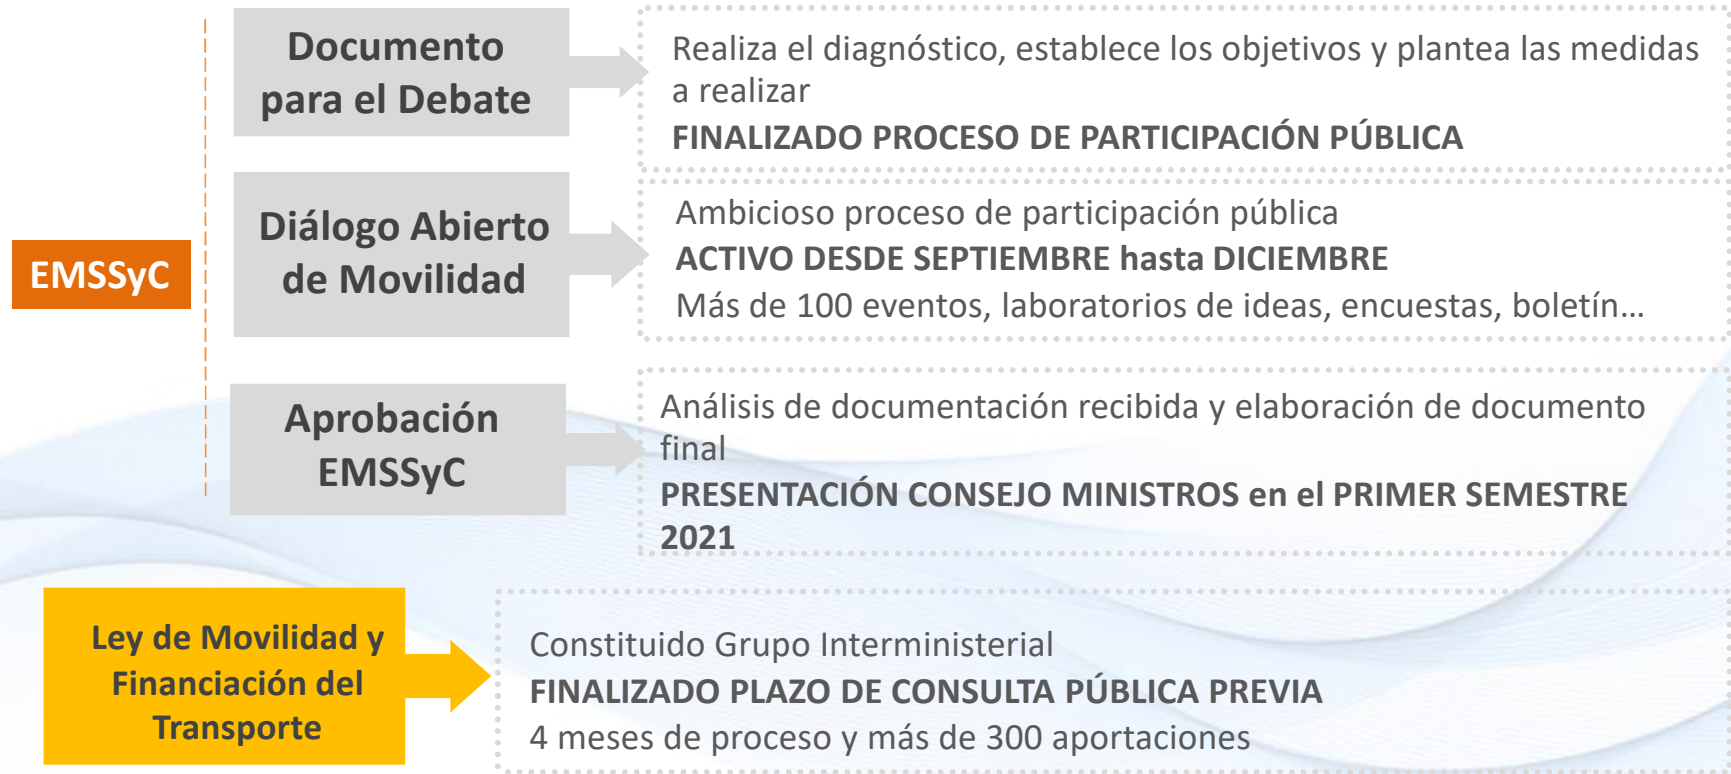 EMSSyC
Documento
para el Debate
Realiza el diagnóstico, establece los objetivos y plantea las medidas
a realizar
FINALIZADO PROCESO DE PARTICIPACIÓN PÚBLICA
Diálogo Abierto
de Movilidad
Ambicioso proceso de participación pública
ACTIVO DESDE SEPTIEMBRE hasta DICIEMBRE
Más de 100 eventos, laboratorios de ideas, encuestas, boletín...
Aprobación
EMSSyC
Análisis de documentación recibida y elaboración de documento
final
PRESENTACIÓN CONSEJO MINISTROS en el PRIMER SEMESTRE
2021
Ley de Movilidad y
Financiación del
Transporte
Constituido Grupo Interministerial
FINALIZADO PLAZO DE CONSULTA PÚBLICA PREVIA
4 meses de proceso y más de 300 aportaciones